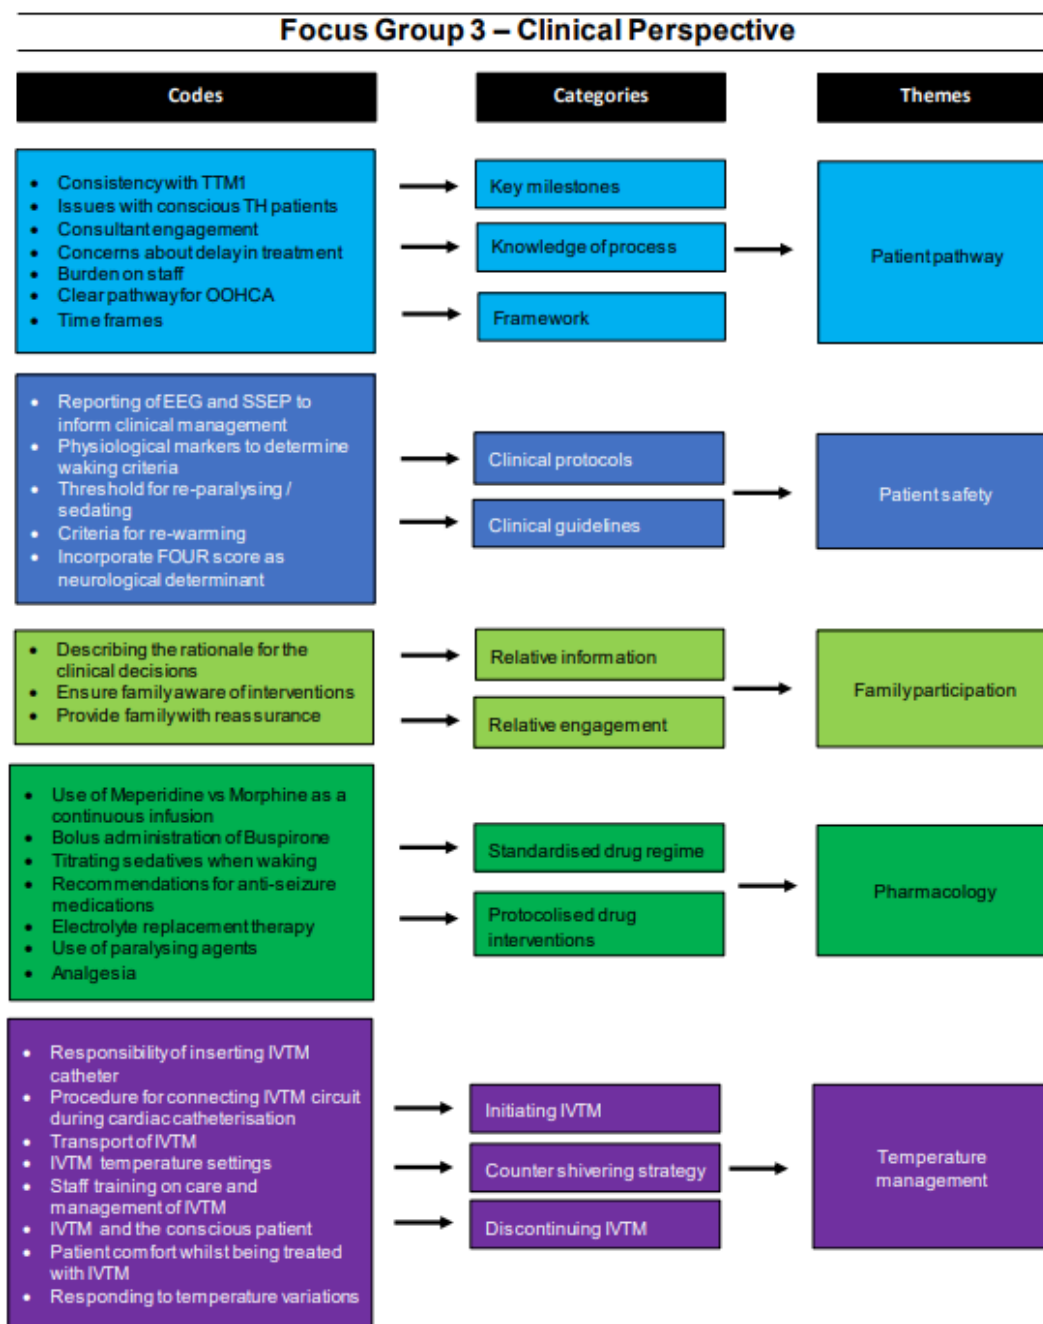 Focus Group 3 – Clinical Perspective
Codes
Categories
Themes
• Consistency with TTM1
• Issues with conscious TH patients
• Consultant engagement
• Concerns about delay in treatment
• Burden on staff
• Clear pathway for OOHCA
• Time frames
Key milestones
Knowledge of process
Framework
Patient pathway
• Reporting of EEG and SSEP to
inform clinical management
• Physiological markers to determine
waking criteria
• Threshold for re-paralysing /
sedating
• Criteria for re-warming
• Incorporate FOUR score as
neurological determinant
Clinical protocols
Clinical guidelines
Patient safety
• Describing the rationale for the
clinical decisions
• Ensure family aware of interventions
• Provide family with reassurance
Relative information
Relative engagement
Family participation
• Use of Meperidine vs Morphine as a
continuous infusion
• Bolus administration of Buspirone
• Titrating sedatives when waking
• Recommendations for anti-seizure
medications
• Electrolyte replacement therapy
• Use of paralysing agents
• Analgesia
Standardised drug regime
Protocolised drug
interventions
Pharmacology
• Responsibility of inserting IVTM
catheter
• Procedure for connecting IVTM circuit
during cardiac catheterisation
• Transport of IVTM
• IVTM temperature settings
• Staff training on care and
management of IVTM
• IVTM and the conscious patient
• Patient comfort whilst being treated
with IVTM
• Responding to temperature variations
Initiating IVTM
Counter shivering strategy
Discontinuing IVTM
Temperature
management